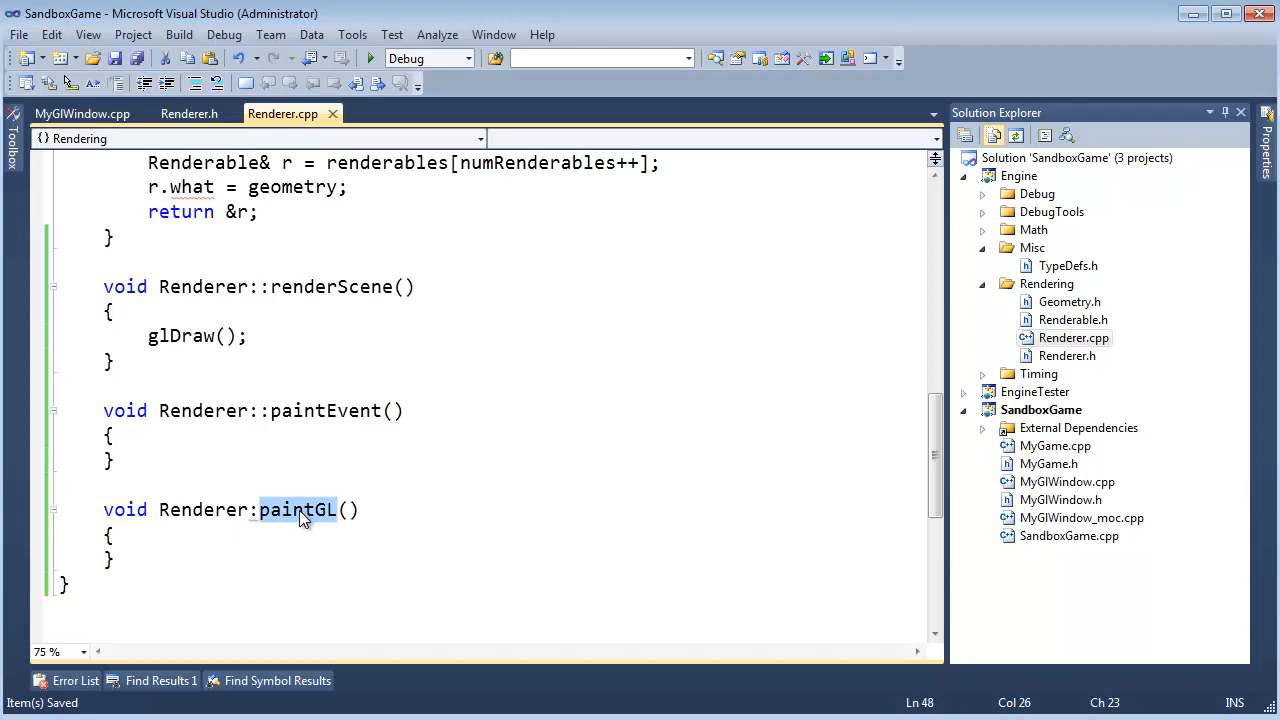 SandboxGame - Microsoft Visual Studio (Administrator)
File Edit View Project Build Debug Team Data Tools Test Analyze Window Help
Debug
MyGlWindow.cpp Renderer.h Renderer.cpp
{} Rendering
Renderable& r = renderables[numRenderables++];
r.what = geometry;
return &r;
}
void Renderer::renderScene()
{
glDraw();
}
void Renderer::paintEvent()
{
}
void Renderer:paintGL()
{
}
}
75 %
Toolbox
Solution Explorer
Solution 'SandboxGame' (3 projects)
Engine
Debug
DebugTools
Math
Misc
TypeDefs.h
Rendering
Geometry.h
Renderable.h
Renderer.cpp
Renderer.h
Timing
EngineTester
SandboxGame
External Dependencies
MyGame.cpp
MyGame.h
MyGlWindow.cpp
MyGlWindow.h
MyGlWindow_moc.cpp
SandboxGame.cpp
Properties
Error List Find Results 1 Find Symbol Results
Item(s) Saved Ln 48 Col 26 Ch 23 INS